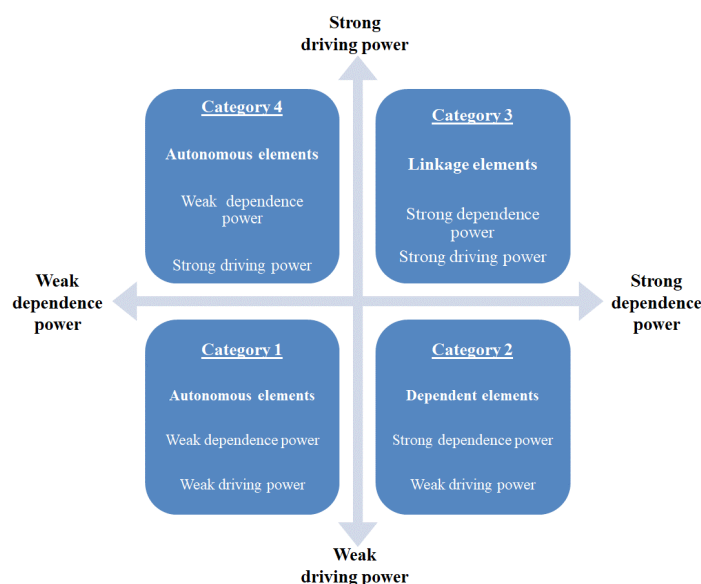 Strong
driving power
Category 4
Autonomous elements
Weak dependence
power
Strong driving power
Category 3
Linkage elements
Strong dependence
power
Strong driving power
Weak
dependence
power
Strong
dependence
power
Category 1
Autonomous elements
Weak dependence power
Weak driving power
Category 2
Dependent elements
Strong dependence power
Weak driving power
Weak
driving power